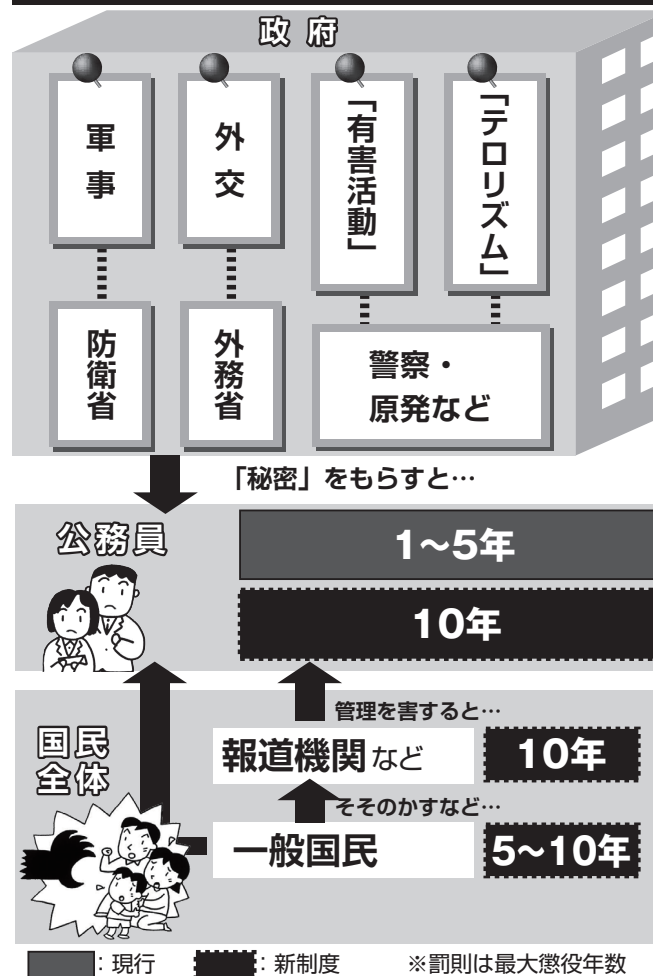 政府
軍事
外交
「有害活動」
「テロリズム」
防衛省
外務省
警察・
原発など
「秘密」をもらすと…
公務員
1～5年
10年
国民
全体
管理を害すると…
報道機関など
10年
そそのかすなど…
一般国民
5～10年
：現行
：新制度
※罰則は最大懲役年数